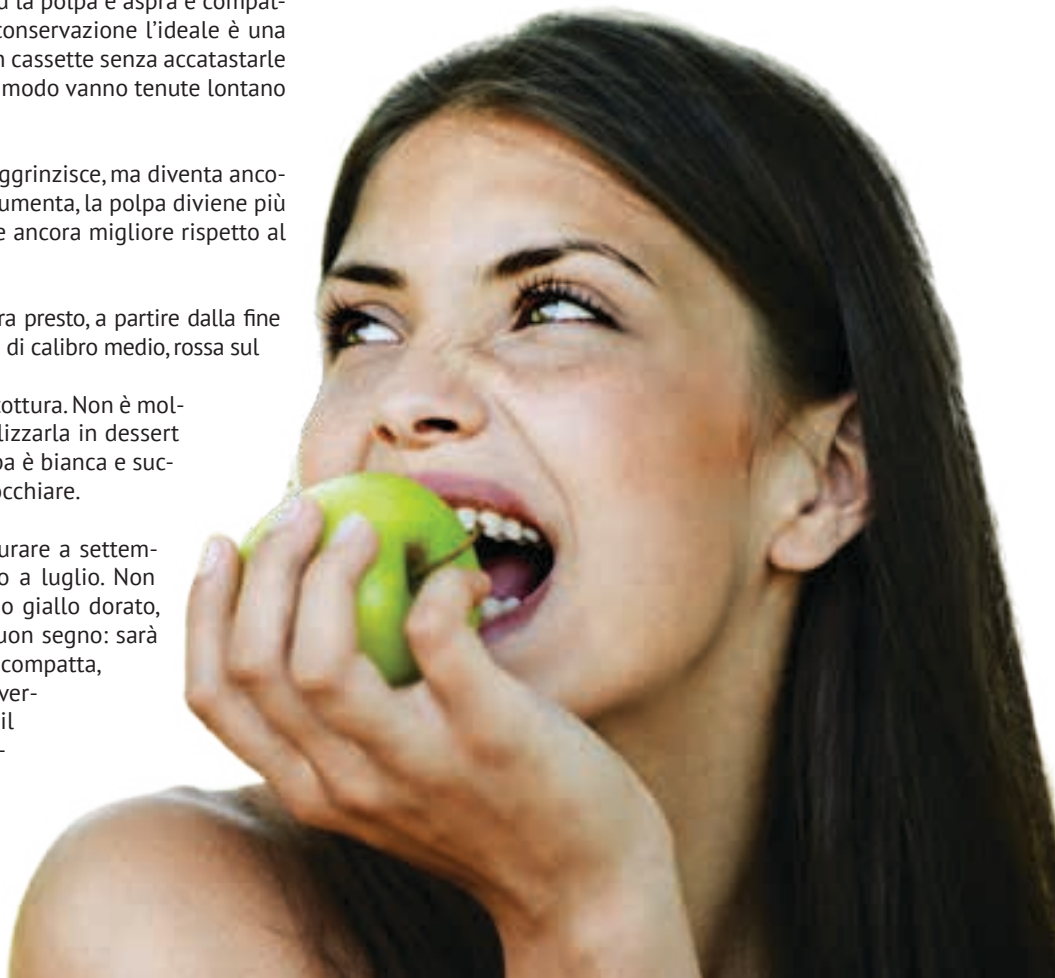 la polpa è aspra e compat-
conservazione l'ideale è una
cassette senza accatastarle
modo vanno tenute lontano
ggrinzisce, ma diventa anco-
umenta, la polpa diviene più
e ancora migliore rispetto al
ra presto, a partire dalla fine
di calibro medio, rossa sul
ottura. Non è mol-
lizzarla in dessert
pa è bianca e suc-
occhiare.
urare a settem-
o a luglio. Non
o giallo dorato,
uon segno: sarà
compatta,
ver-
il
-